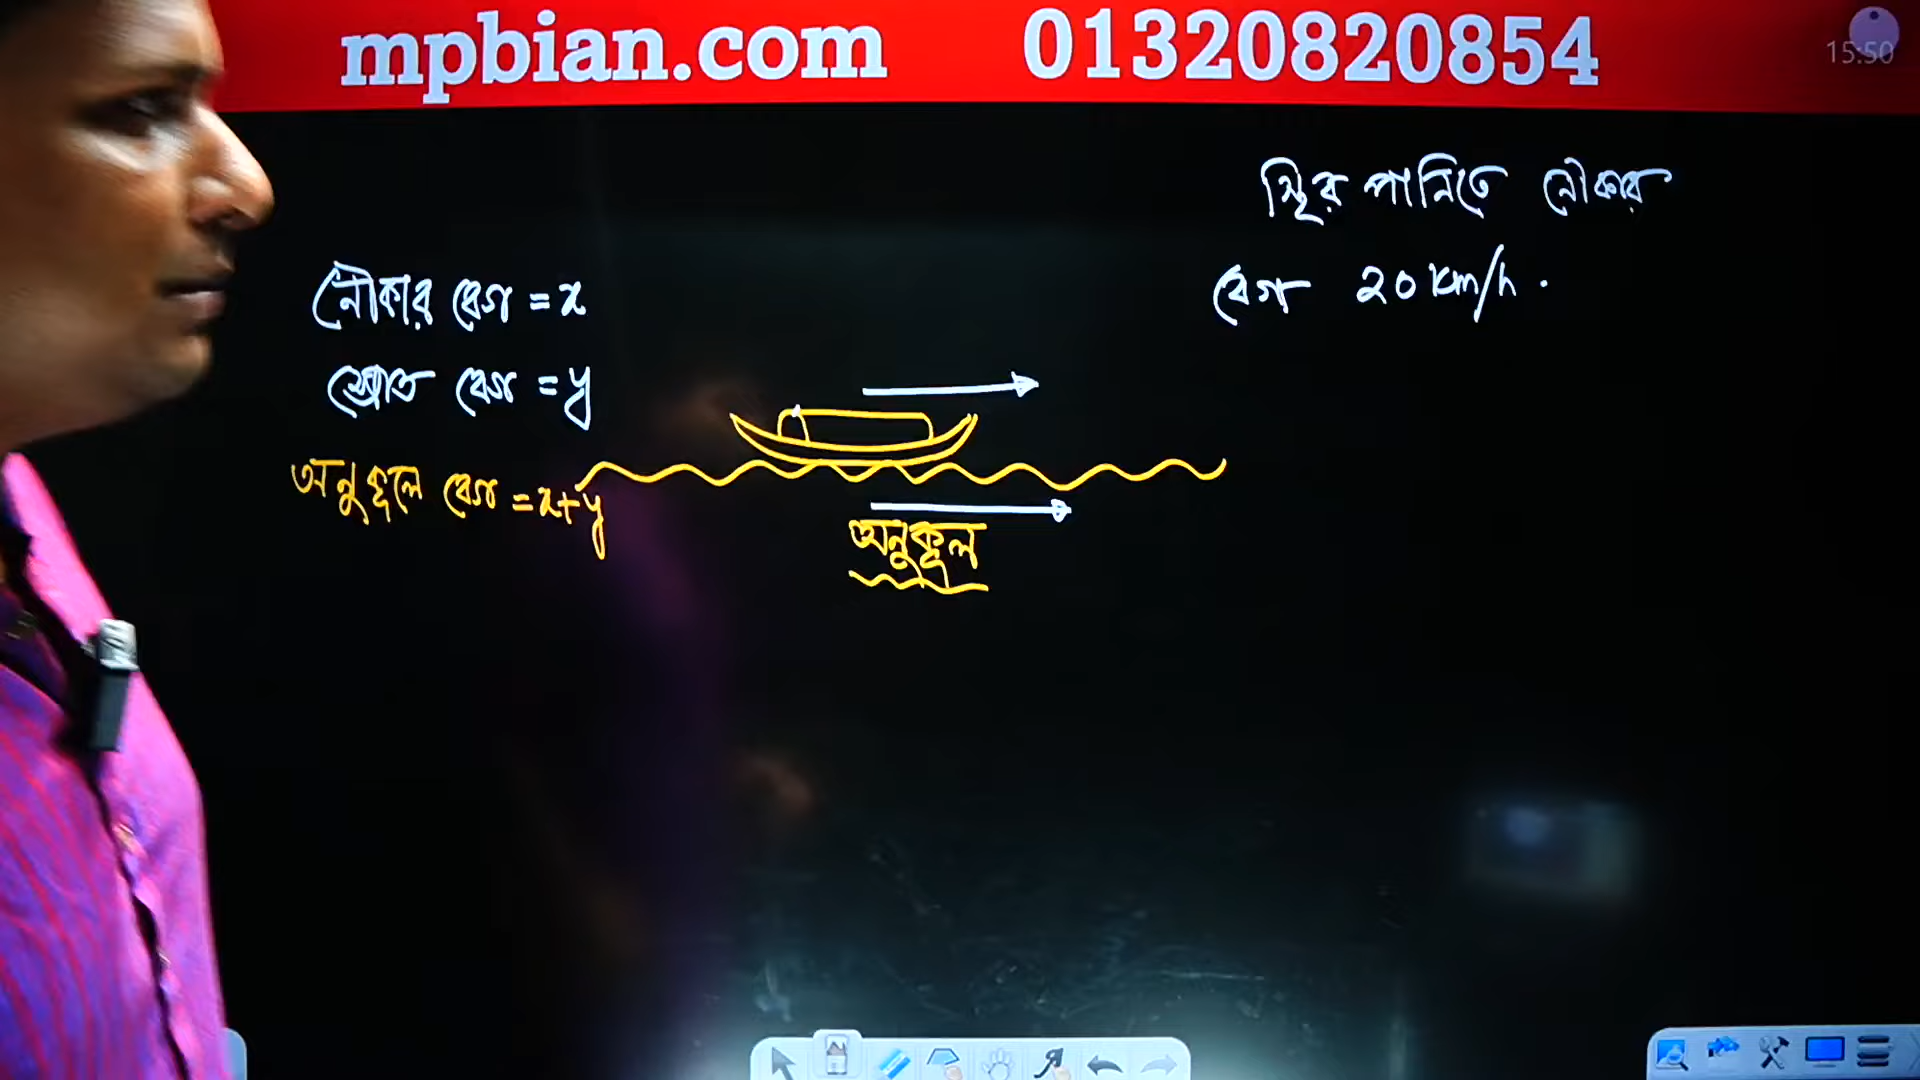 mpbian.com 01320820854
15:50
স্থির পানিতে নৌকার
বেগ 20 km/h.
নৌকার বেগ = x
স্রোত বেগ = y
অনুকূলে বেগ = x+y
অনুকূল